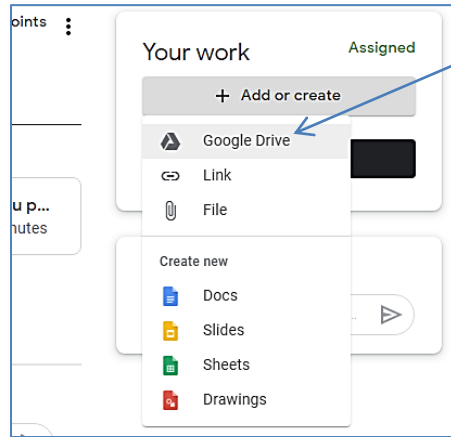 oints
Your work
Assigned
+ Add or create
Google Drive
Link
File
u p...
nutes
Create new
Docs
Slides
Sheets
Drawings